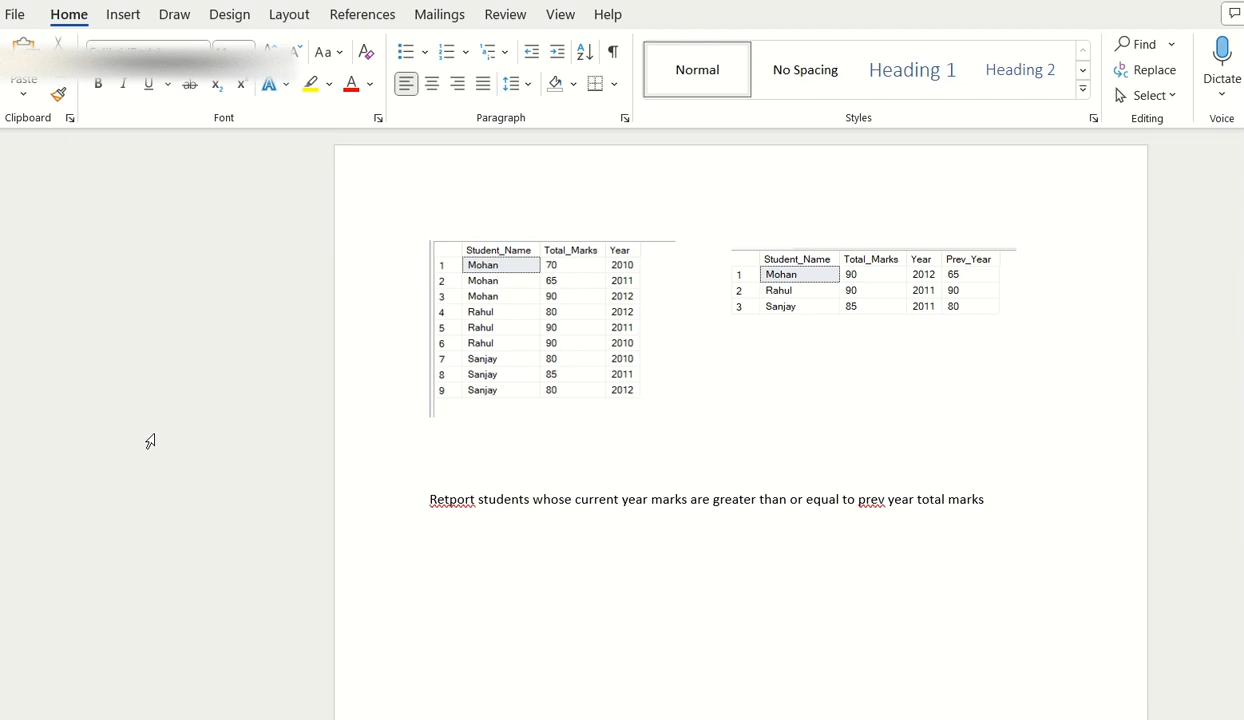 File Home Insert Draw Design Layout References Mailings Review View Help
Aa
Paste
B I U ab x₂ x A A
Normal No Spacing Heading 1 Heading 2
Find
Replace
Select
Dictate
Clipboard Font Paragraph Styles Editing Voice
Student_Name Total_Marks Year
1 Mohan 70 2010
2 Mohan 65 2011
3 Mohan 90 2012
4 Rahul 80 2012
5 Rahul 90 2011
6 Rahul 90 2010
7 Sanjay 80 2010
8 Sanjay 85 2011
9 Sanjay 80 2012
Student_Name Total_Marks Year Prev_Year
1 Mohan 90 2012 65
2 Rahul 90 2011 90
3 Sanjay 85 2011 80
Retport students whose current year marks are greater than or equal to prev year total marks